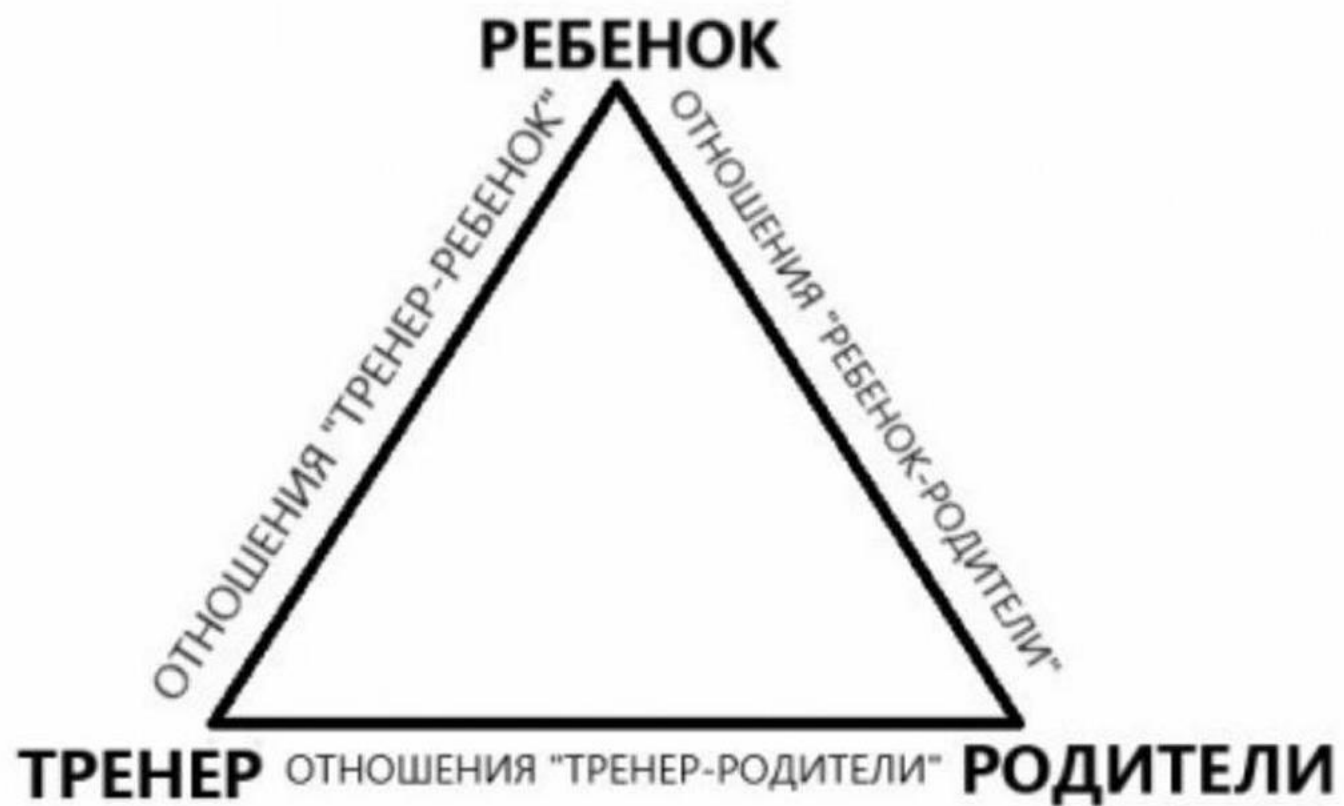 РЕБЕНОК
ОТНОШЕНИЯ "ТРЕНЕР-РЕБЕНОК"
ОТНОШЕНИЯ "РЕБЕНОК-РОДИТЕЛИ"
ТРЕНЕР
ОТНОШЕНИЯ "ТРЕНЕР-РОДИТЕЛИ"
РОДИТЕЛИ